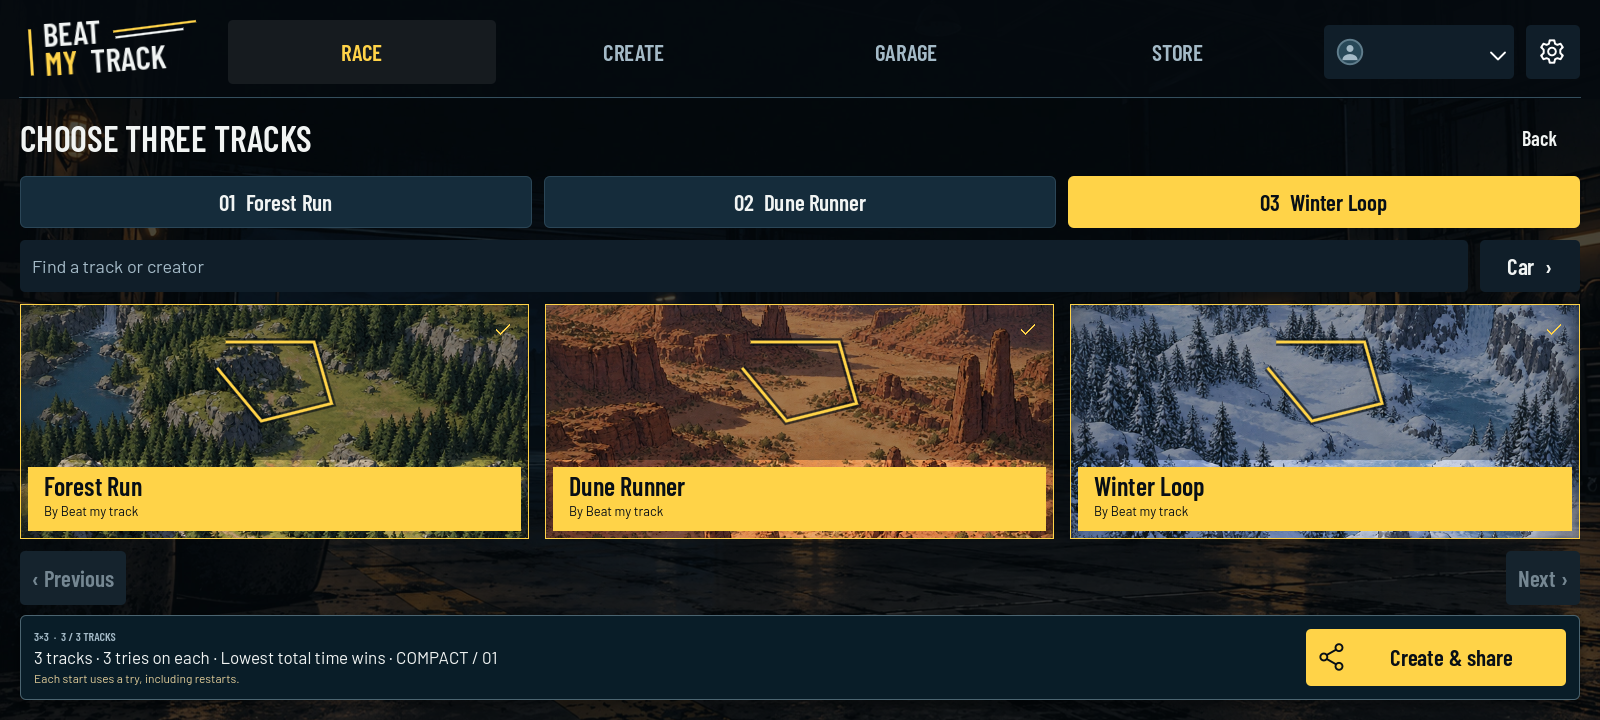 BEAT
MY TRACK
RACE
CREATE
GARAGE
STORE
CHOOSE THREE TRACKS
Back
01 Forest Run
02 Dune Runner
03 Winter Loop
Find a track or creator
Car ›
Forest Run
By Beat my track
Dune Runner
By Beat my track
Winter Loop
By Beat my track
‹ Previous
Next ›
3×3 · 3 / 3 TRACKS
3 tracks · 3 tries on each · Lowest total time wins · COMPACT / 01
Each start uses a try, including restarts.
Create & share